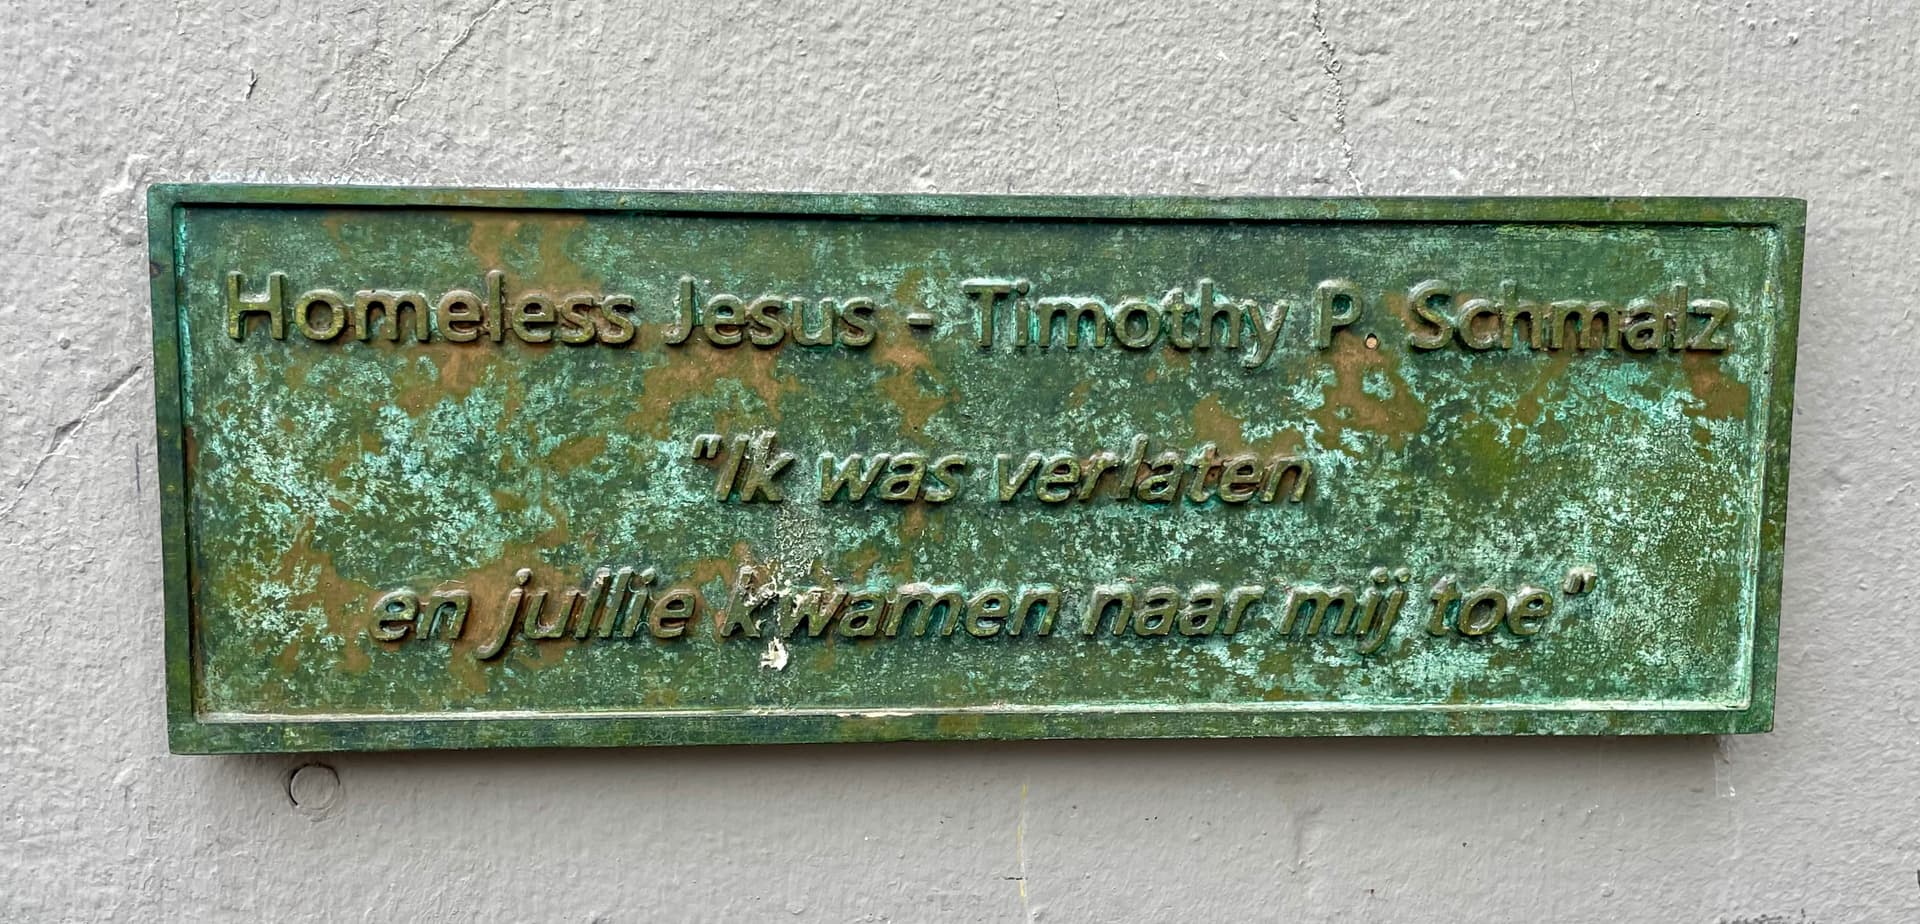 Homeless Jesus - Timothy P. Schmalz
"Ik was verlaten
en jullie kwamen naar mij toe"